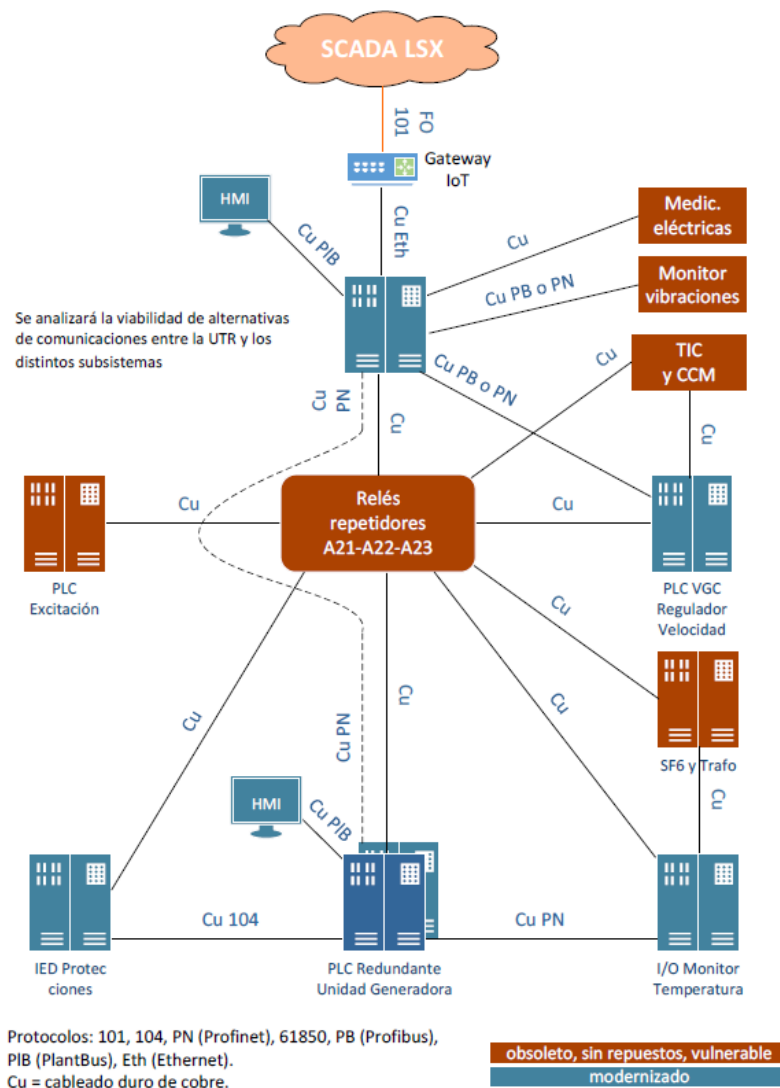 SCADA LSX
FO
101
Gateway
IoT
HMI
Cu PlB
Cu Eth
Cu
Medic.
eléctricas
Cu PB o PN
Monitor
vibraciones
Se analizará la viabilidad de alternativas
de comunicaciones entre la UTR y los
distintos subsistemas
Cu PB o PN
Cu
TIC
y CCM
PN
Cu
Cu
Cu
Cu
Relés
repetidores
A21-A22-A23
Cu
PLC
Excitación
PLC VGC
Regulador
Velocidad
Cu
Cu
Cu
Cu
Cu PN
SF6 y Trafo
Cu
HMI
Cu PlB
Cu 104
Cu PN
IED Protec
ciones
PLC Redundante
Unidad Generadora
I/O Monitor
Temperatura
Protocolos: 101, 104, PN (Profinet), 61850, PB (Profibus),
PlB (PlantBus), Eth (Ethernet).
Cu = cableado duro de cobre.
obsoleto, sin repuestos, vulnerable
modernizado